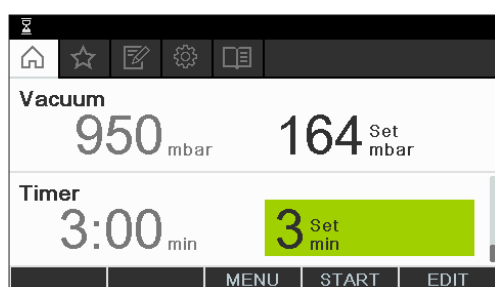 Vacuum
950 mbar 164 Set mbar
Timer
3:00 min 3 Set min
MENU START EDIT